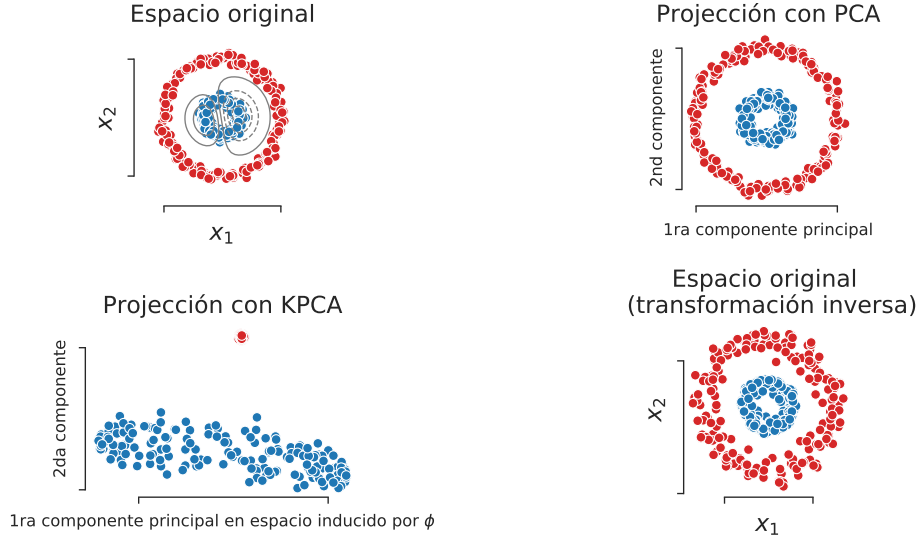 Espacio original
x2
x1
Projección con PCA
2nd componente
1ra componente principal
Projección con KPCA
2da componente
1ra componente principal en espacio inducido por ϕ
Espacio original
(transformación inversa)
x2
x1